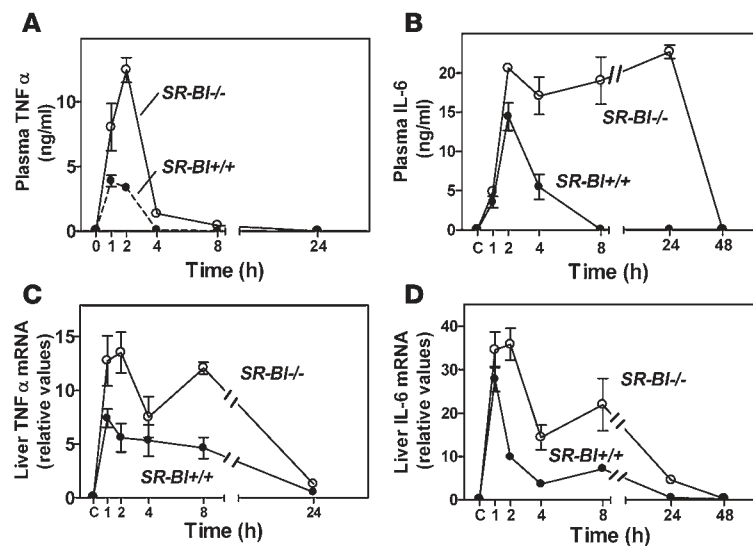 A
Plasma TNF α
(ng/ml)
10
5
0
SR-BI-/-
SR-BI+/+
0 1 2 4 8 24
Time (h)
B
Plasma IL-6
(ng/ml)
20
15
10
5
0
SR-BI-/-
SR-BI+/+
C 1 2 4 8 24 48
Time (h)
C
Liver TNF α mRNA
(relative values)
15
10
5
0
SR-BI-/-
SR-BI+/+
C 1 2 4 8 24
Time (h)
D
Liver IL-6 mRNA
(relative values)
40
30
20
10
0
SR-BI-/-
SR-BI+/+
C 1 2 4 8 24 48
Time (h)